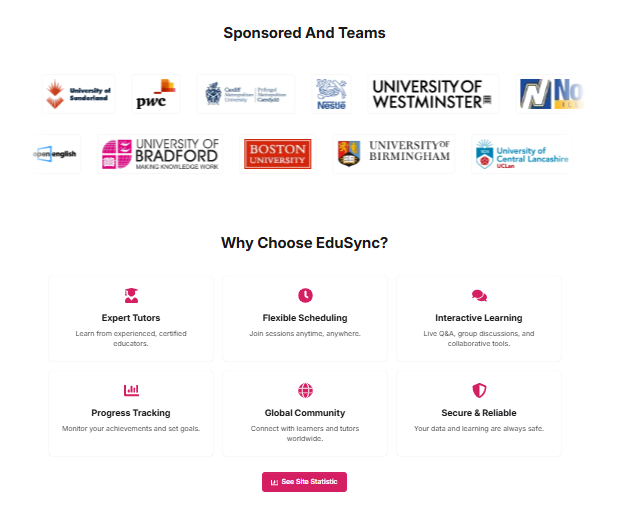 Sponsored And Teams
University of
Sunderland
pwc
Cardiff
Metropolitan
University
Prifysgol
Metropolitan
Caerdydd
Nestle
UNIVERSITY OF
WESTMINSTER
No
open english
UNIVERSITY OF
BRADFORD
MAKING KNOWLEDGE WORK
BOSTON
UNIVERSITY
UNIVERSITY OF
BIRMINGHAM
University of
Central Lancashire
UCLan
Why Choose EduSync?
Expert Tutors
Learn from experienced, certified
educators.
Flexible Scheduling
Join sessions anytime, anywhere.
Interactive Learning
Live Q&A, group discussions, and
collaborative tools.
Progress Tracking
Monitor your achievements and set goals.
Global Community
Connect with learners and tutors
worldwide.
Secure & Reliable
Your data and learning are always safe.
See Site Statistic